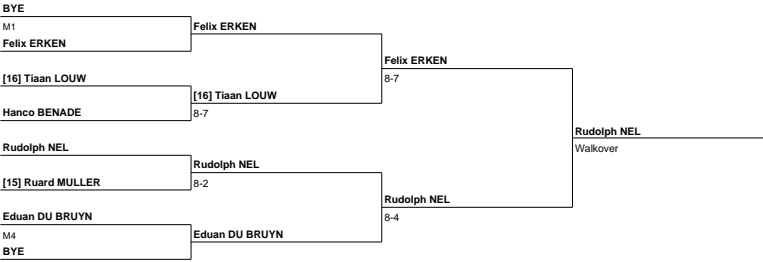 BYE
M1
Felix ERKEN
[16] Tiaan LOUW
Hanco BENADE
Rudolph NEL
[15] Ruard MULLER
Eduan DU BRUYN
M4
BYE
Felix ERKEN
[16] Tiaan LOUW
8-7
Rudolph NEL
8-2
Eduan DU BRUYN
Felix ERKEN
8-7
Rudolph NEL
8-4
Rudolph NEL
Walkover